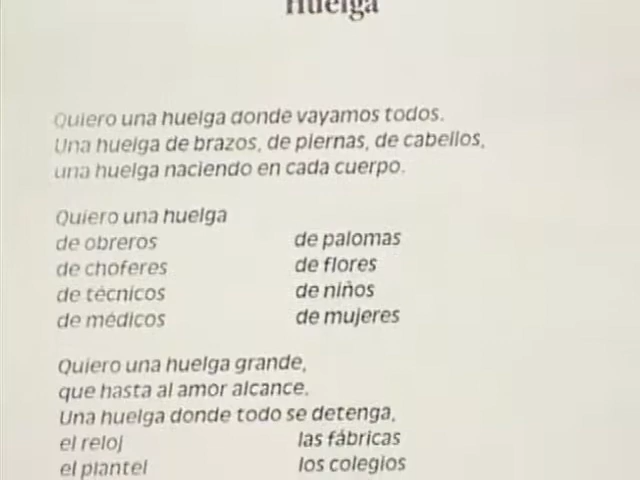 Huelga
Quiero una huelga donde vayamos todos.
Una huelga de brazos, de piernas, de cabellos,
una huelga naciendo en cada cuerpo.
Quiero una huelga
de obreros de palomas
de choferes de flores
de técnicos de niños
de médicos de mujeres
Quiero una huelga grande,
que hasta al amor alcance.
Una huelga donde todo se detenga,
el reloj las fábricas
el plantel los colegios